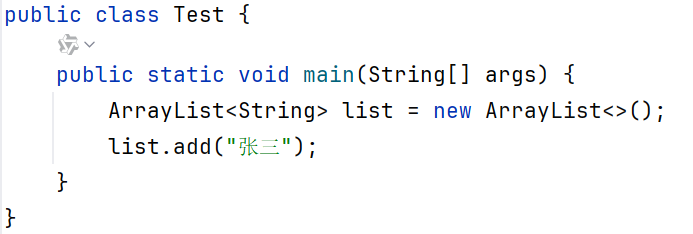 public class Test {
    public static void main(String[] args) {
        ArrayList<String> list = new ArrayList<>();
        list.add("张三");
    }
}